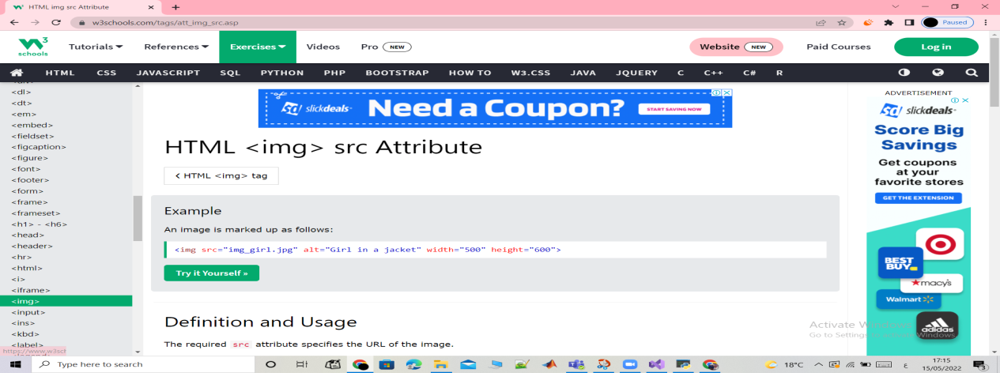 HTML img src Attribute
w3schools.com/tags/att_img_src.asp
Paused
3
schools
Tutorials
References
Exercises
Videos
Pro NEW
Website NEW
Paid Courses
Log in
HTML CSS JAVASCRIPT SQL PYTHON PHP BOOTSTRAP HOW TO W3.CSS JAVA JQUERY C C++ C# R
<dl>
<dt>
<em>
<embed>
<fieldset>
<figcaption>
<figure>
<font>
<footer>
<form>
<frame>
<frameset>
<h1> - <h6>
<head>
<header>
<hr>
<html>
<i>
<iframe>
<img>
<input>
<ins>
<kbd>
<label>
https://www.w3sc
slickdeals
Need a Coupon?
START SAVING NOW
HTML <img> src Attribute
HTML <img> tag
Example
An image is marked up as follows:
<img src="img_girl.jpg" alt="Girl in a jacket" width="500" height="600">
Try it Yourself »
Definition and Usage
The required src attribute specifies the URL of the image.
ADVERTISEMENT
slickdeals
Score Big
Savings
Get coupons
at your
favorite stores
GET THE EXTENSION
BEST
BUY
macy's
Walmart
adidas
Activate Windows
Go to Settings to activate Windows.
Type here to search
18°C
ع
17:15
15/05/2022
3